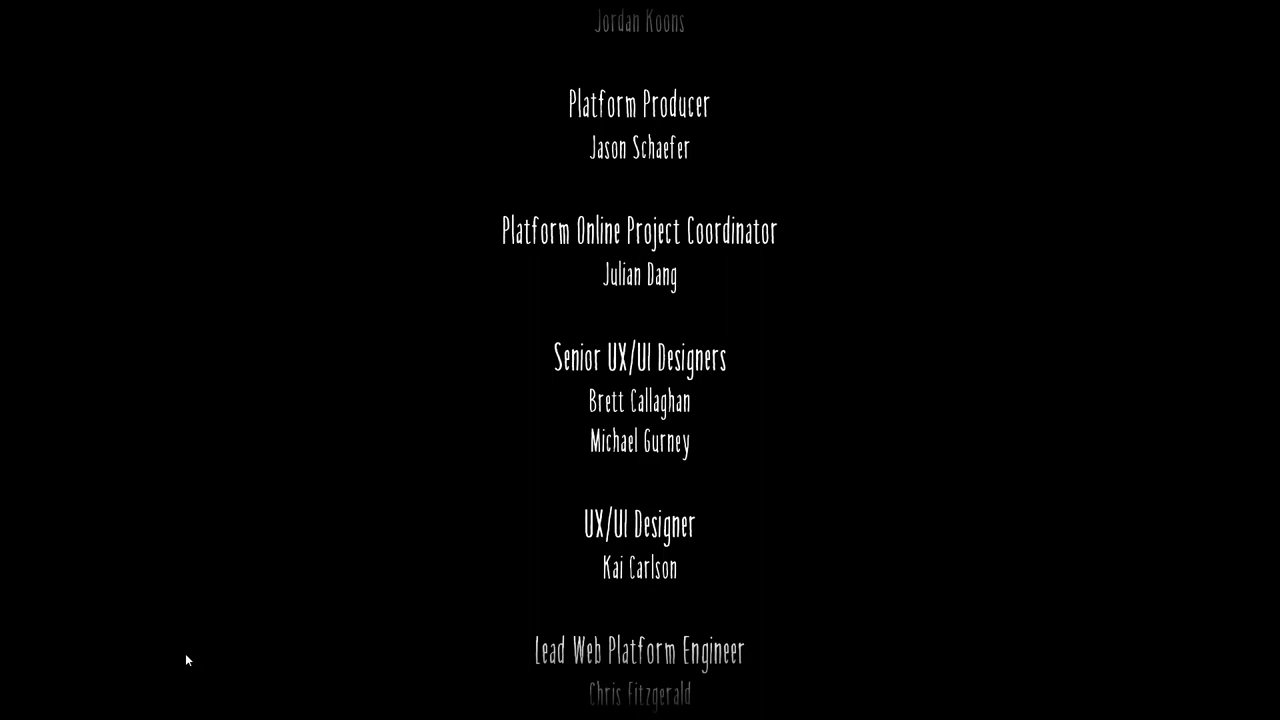 Jordan Koons
Platform Producer
Jason Schaefer
Platform Online Project Coordinator
Julian Dang
Senior UX/UI Designers
Brett Callaghan
Michael Gurney
UX/UI Designer
Kai Carlson
Lead Web Platform Engineer
Chris Fitzgerald